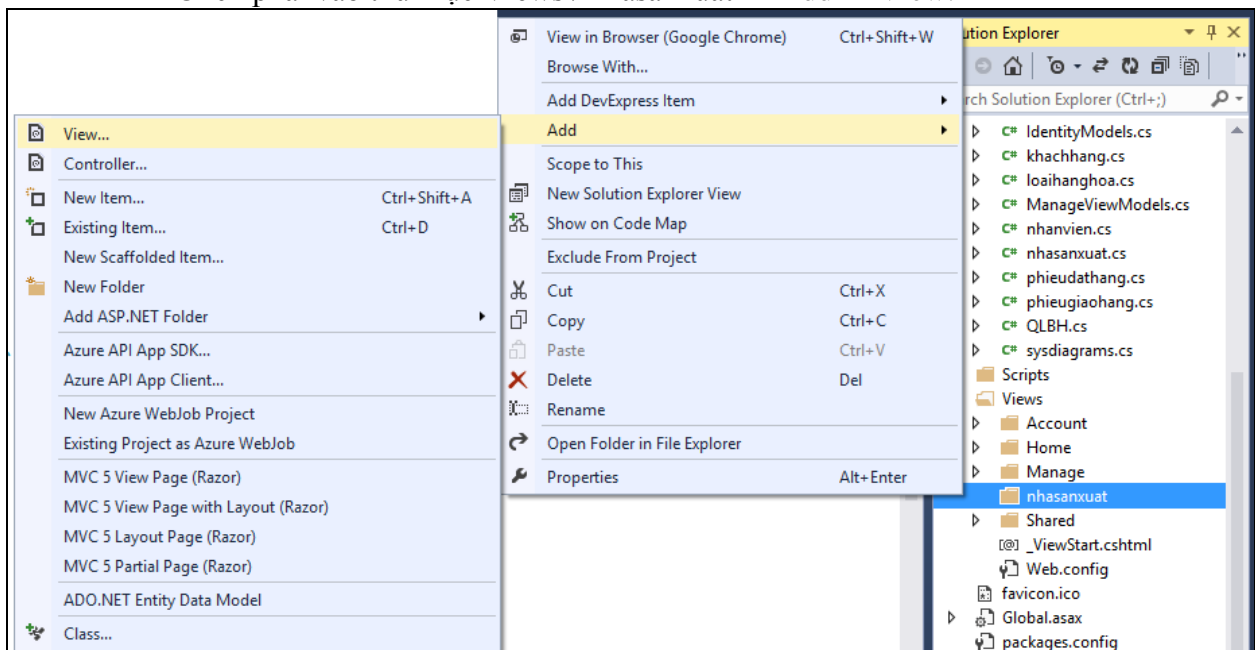 View in Browser (Google Chrome) Ctrl+Shift+W
Browse With...
Add DevExpress Item
Add
Scope to This
New Solution Explorer View
Show on Code Map
Exclude From Project
Cut Ctrl+X
Copy Ctrl+C
Paste Ctrl+V
Delete Del
Rename
Open Folder in File Explorer
Properties Alt+Enter
View...
Controller...
New Item... Ctrl+Shift+A
Existing Item... Ctrl+D
New Scaffolded Item...
New Folder
Add ASP.NET Folder
Azure API App SDK...
Azure API App Client...
New Azure WebJob Project
Existing Project as Azure WebJob
MVC 5 View Page (Razor)
MVC 5 View Page with Layout (Razor)
MVC 5 Layout Page (Razor)
MVC 5 Partial Page (Razor)
ADO.NET Entity Data Model
Class...
ution Explorer
rch Solution Explorer (Ctrl+;)
C# IdentityModels.cs
C# khachhang.cs
C# loaihanghoa.cs
C# ManageViewModels.cs
C# nhanvien.cs
C# nhasanxuat.cs
C# phieudathang.cs
C# phieugiaohang.cs
C# QLBH.cs
C# sysdiagrams.cs
Scripts
Views
Account
Home
Manage
nhasanxuat
Shared
[@] _ViewStart.cshtml
Web.config
favicon.ico
Global.asax
packages.config